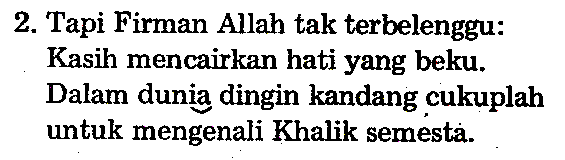 2. Tapi Firman Allah tak terbelenggu:
Kasih mencairkan hati yang beku.
Dalam dunia dingin kandang cukuplah
untuk mengenali Khalik semesta.